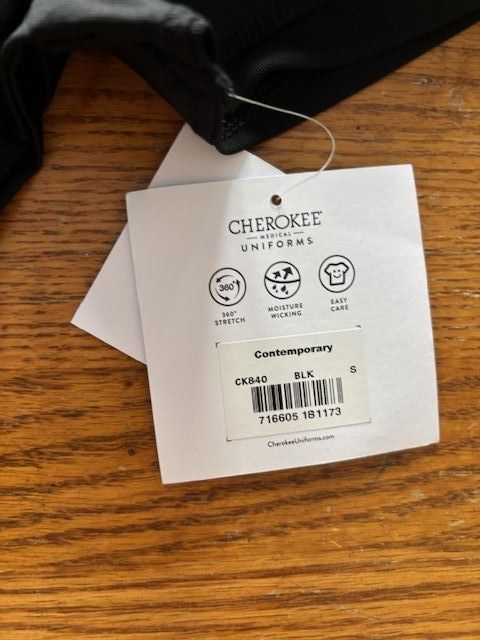 CHEROKEE
MEDICAL
UNIFORMS
360°
360°
STRETCH
MOISTURE
WICKING
EASY
CARE
Contemporary
CK840 BLK S
716605 181173
CherokeeUniforms.com